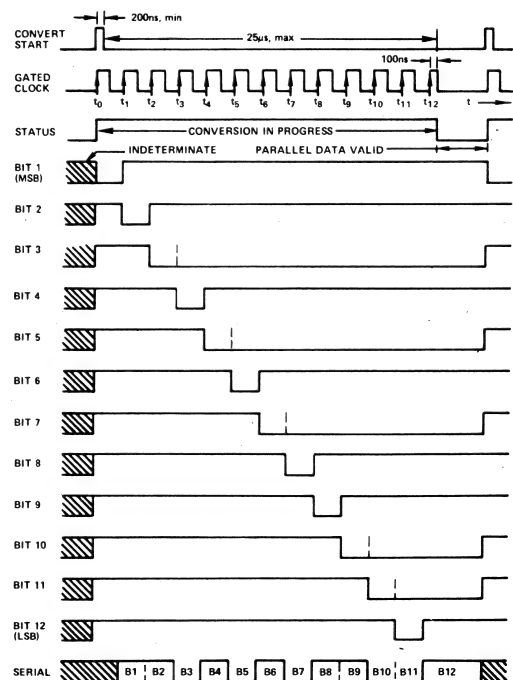 200ns, min
CONVERT
START
25µs, max
100ns
GATED
CLOCK
t0 t1 t2 t3 t4 t5 t6 t7 t8 t9 t10 t11 t12 t
STATUS
CONVERSION IN PROGRESS
INDETERMINATE PARALLEL DATA VALID
BIT 1
(MSB)
BIT 2
BIT 3
BIT 4
BIT 5
BIT 6
BIT 7
BIT 8
BIT 9
BIT 10
BIT 11
BIT 12
(LSB)
SERIAL B1 B2 B3 B4 B5 B6 B7 B8 B9 B10 B11 B12